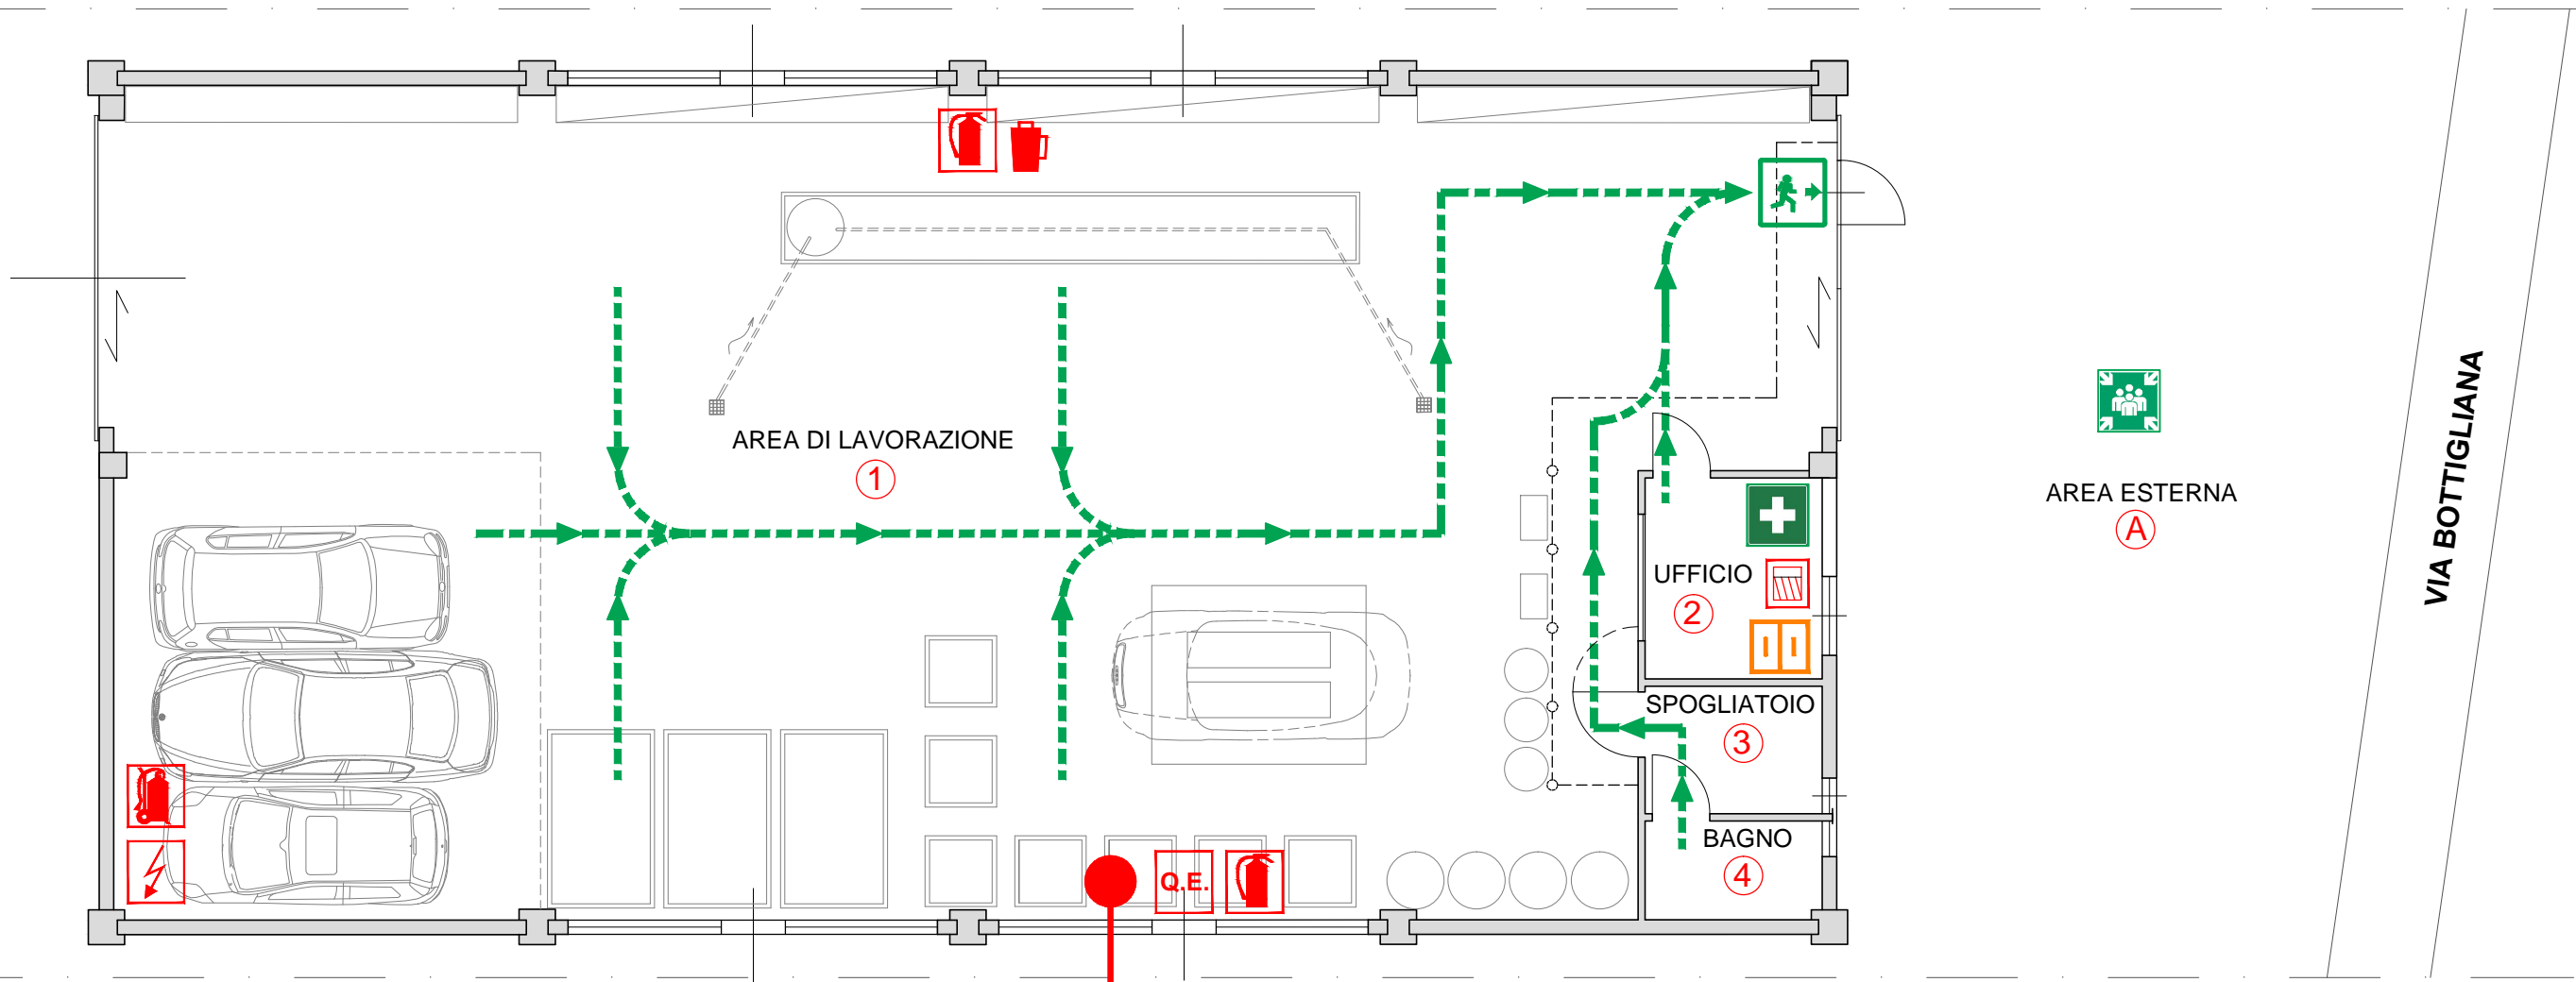 AREA DI LAVORAZIONE
1
UFFICIO
2
SPOGLIATOIO
3
BAGNO
4
Q.E.
AREA ESTERNA
A
VIA BOTTIGLIANA